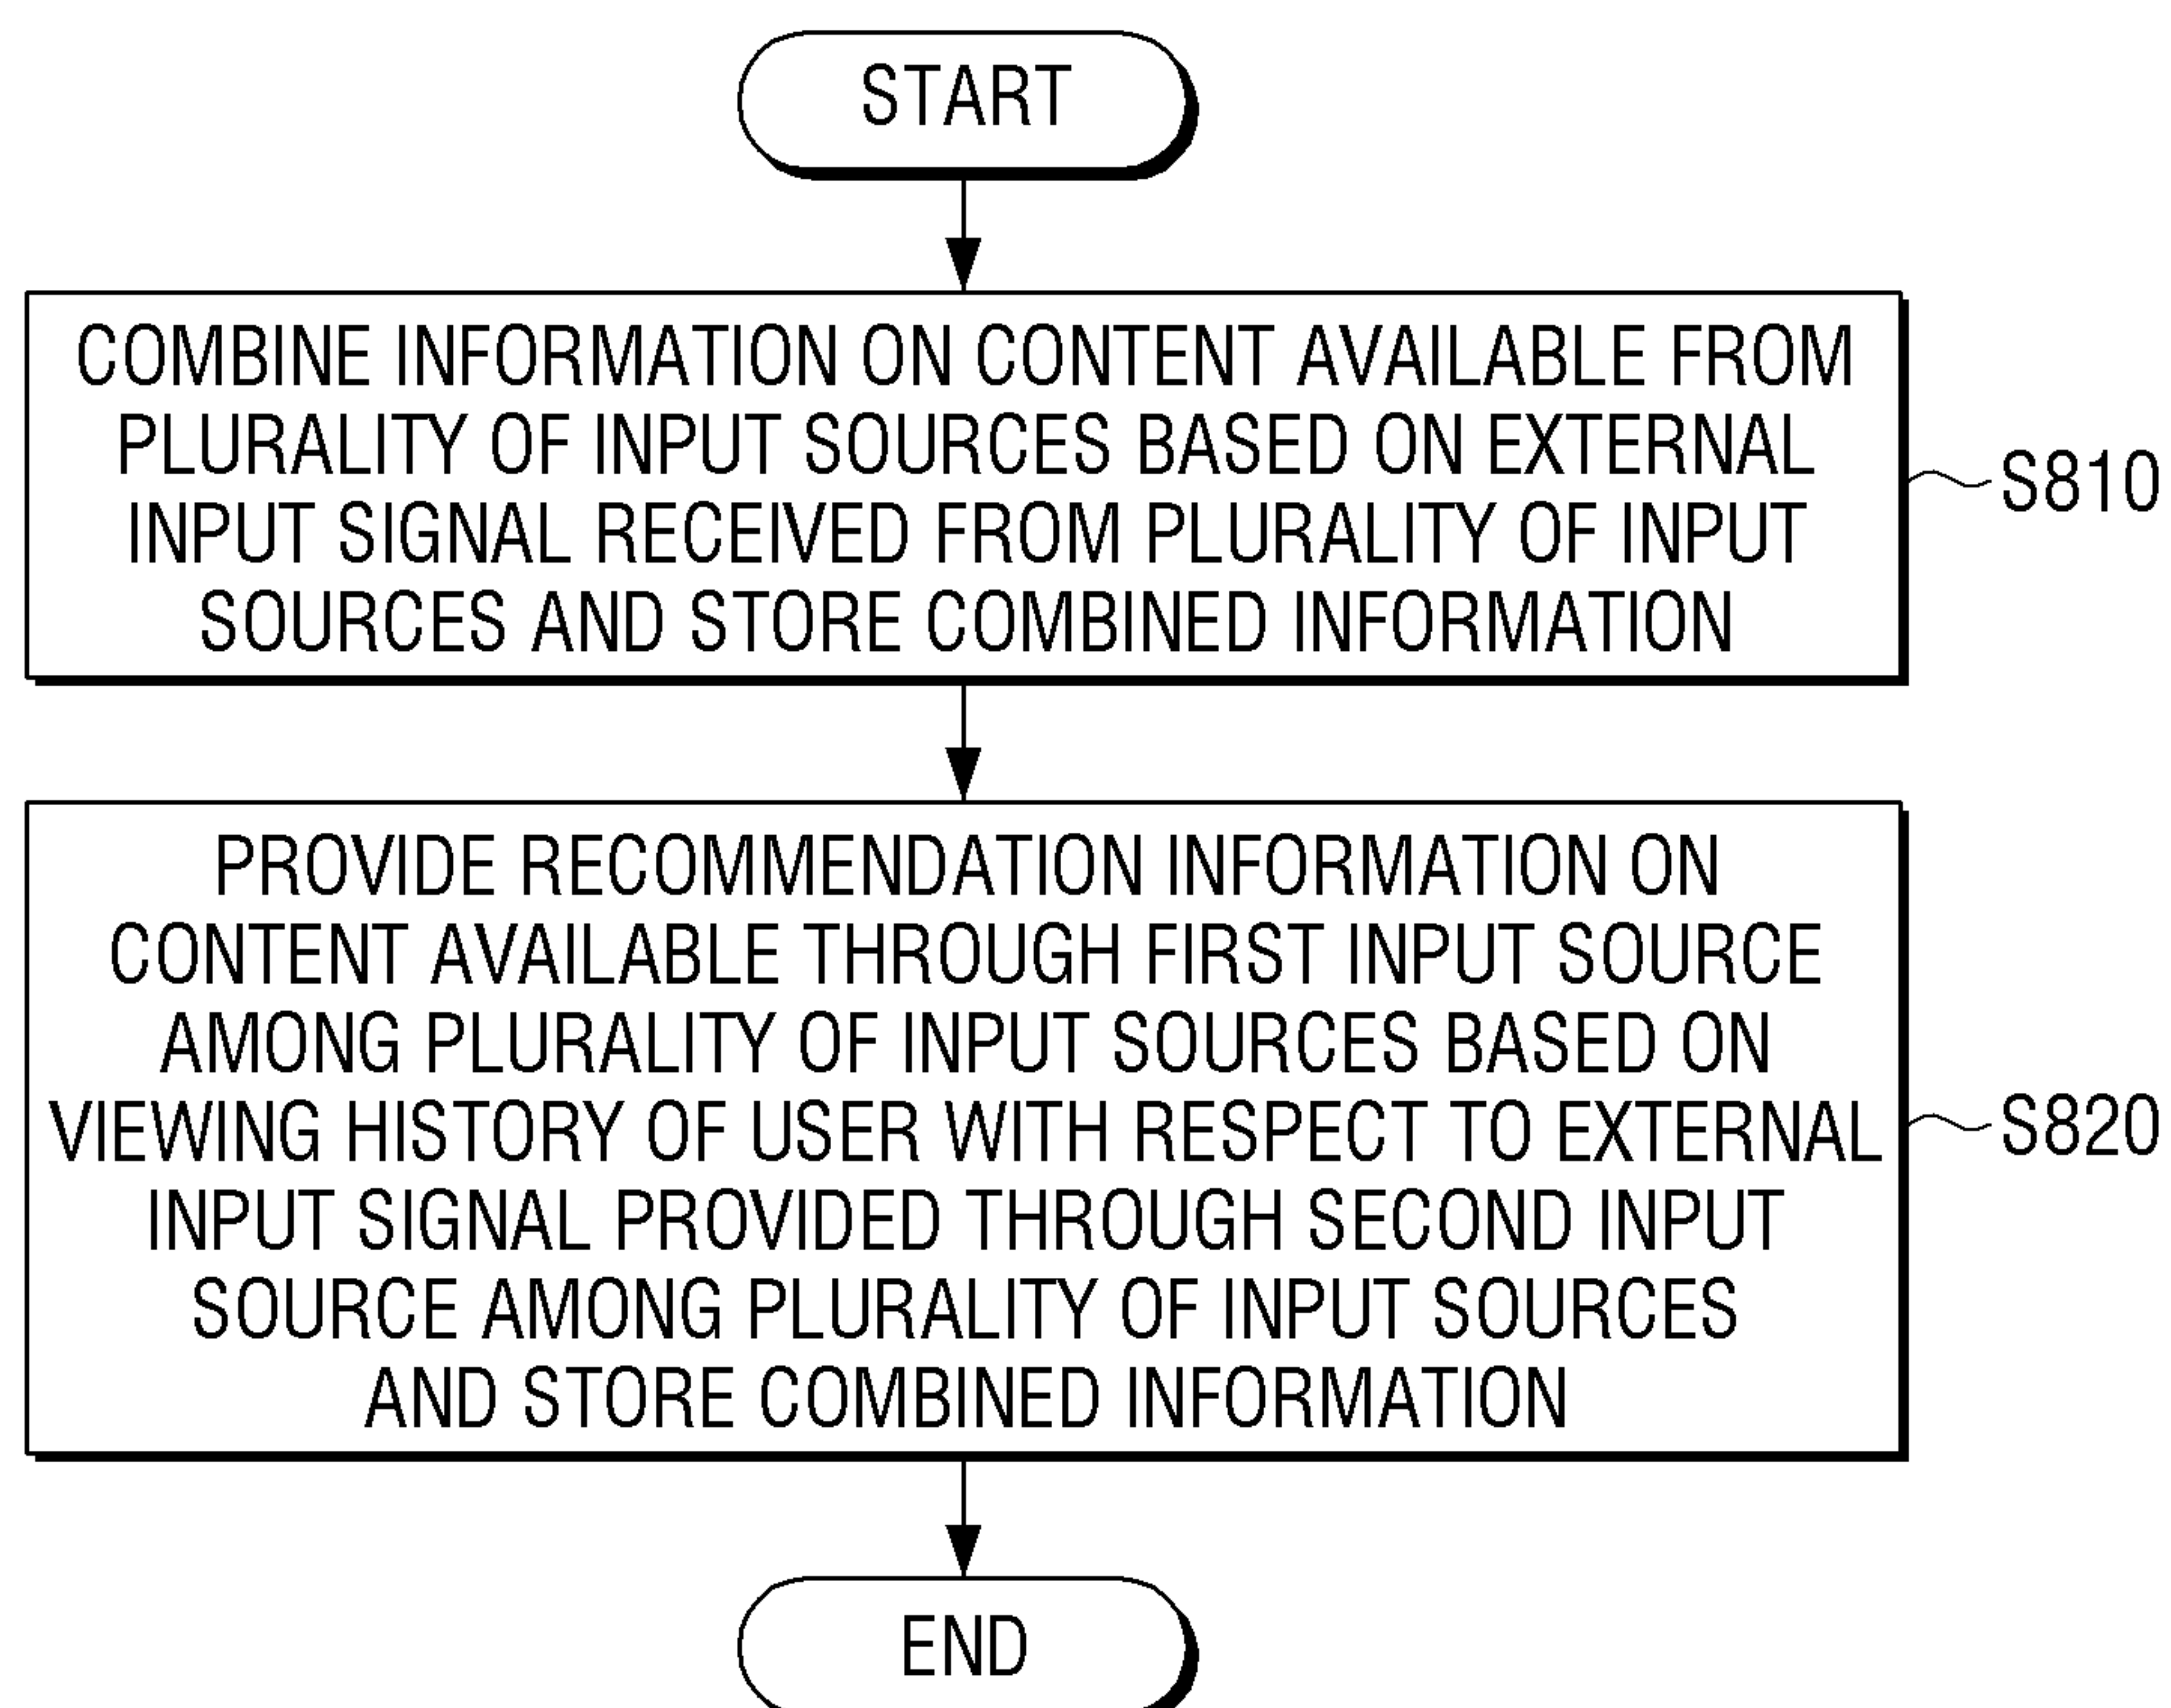 START
COMBINE INFORMATION ON CONTENT AVAILABLE FROM
PLURALITY OF INPUT SOURCES BASED ON EXTERNAL
INPUT SIGNAL RECEIVED FROM PLURALITY OF INPUT
SOURCES AND STORE COMBINED INFORMATION
S810
PROVIDE RECOMMENDATION INFORMATION ON
CONTENT AVAILABLE THROUGH FIRST INPUT SOURCE
AMONG PLURALITY OF INPUT SOURCES BASED ON
VIEWING HISTORY OF USER WITH RESPECT TO EXTERNAL
INPUT SIGNAL PROVIDED THROUGH SECOND INPUT
SOURCE AMONG PLURALITY OF INPUT SOURCES
AND STORE COMBINED INFORMATION
S820
END